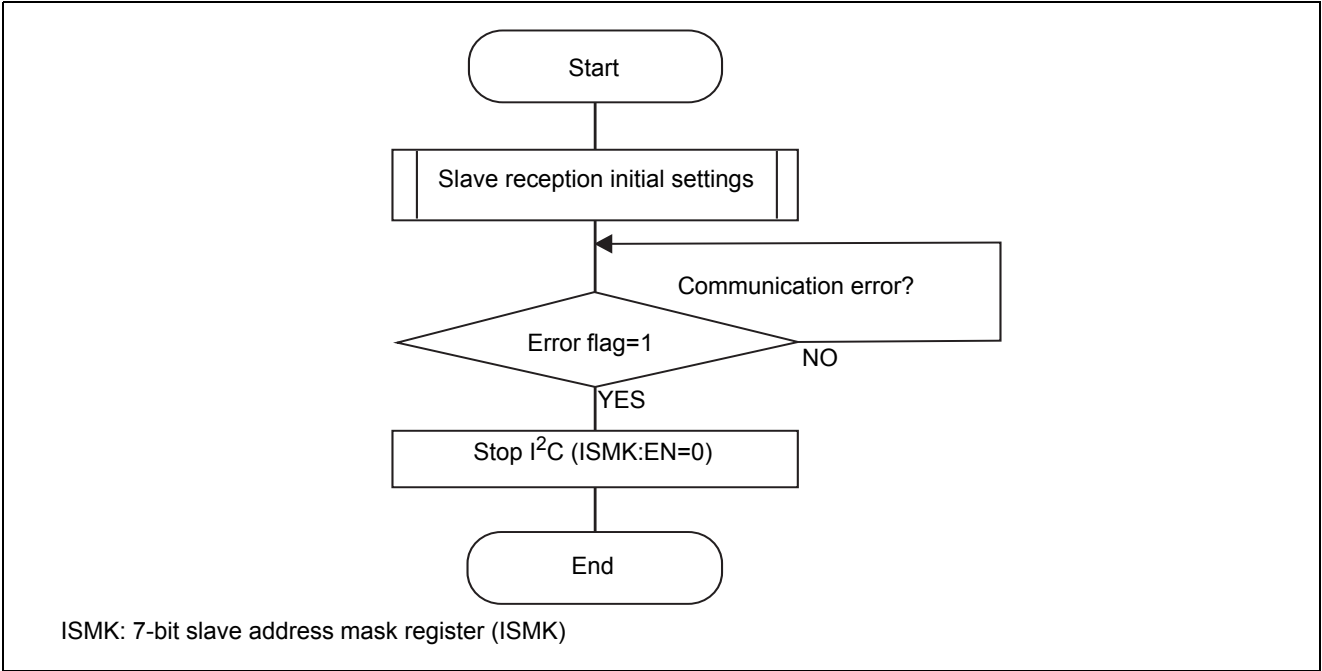 Start
Slave reception initial settings
Communication error?
Error flag=1
NO
YES
Stop I²C (ISMK:EN=0)
End
ISMK: 7-bit slave address mask register (ISMK)